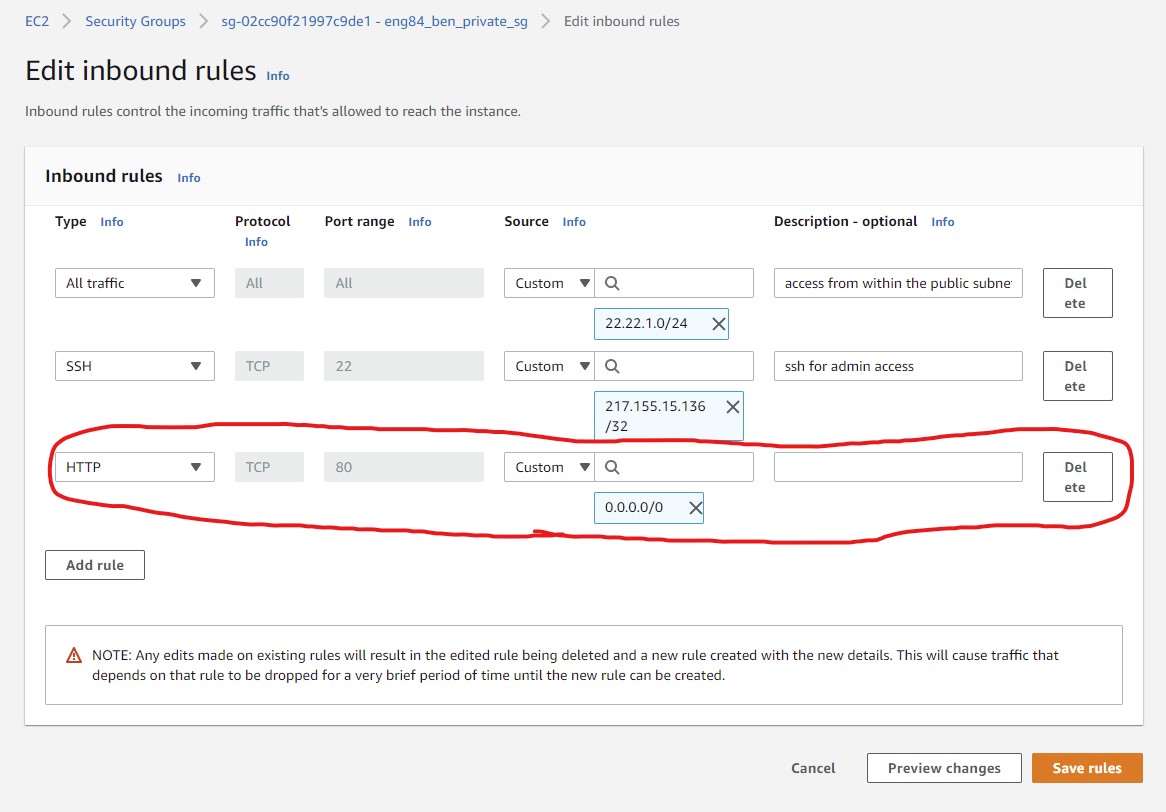 EC2 > Security Groups > sg-02cc90f21997c9de1 - eng84_ben_private_sg > Edit inbound rules
Edit inbound rules Info
Inbound rules control the incoming traffic that's allowed to reach the instance.
Inbound rules Info
Type Info Protocol Info Port range Info Source Info Description - optional Info
All traffic All All Custom access from within the public subne Delete
22.22.1.0/24
SSH TCP 22 Custom ssh for admin access Delete
217.155.15.136/32
HTTP TCP 80 Custom Delete
0.0.0.0/0
Add rule
NOTE: Any edits made on existing rules will result in the edited rule being deleted and a new rule created with the new details. This will cause traffic that
depends on that rule to be dropped for a very brief period of time until the new rule can be created.
Cancel Preview changes Save rules